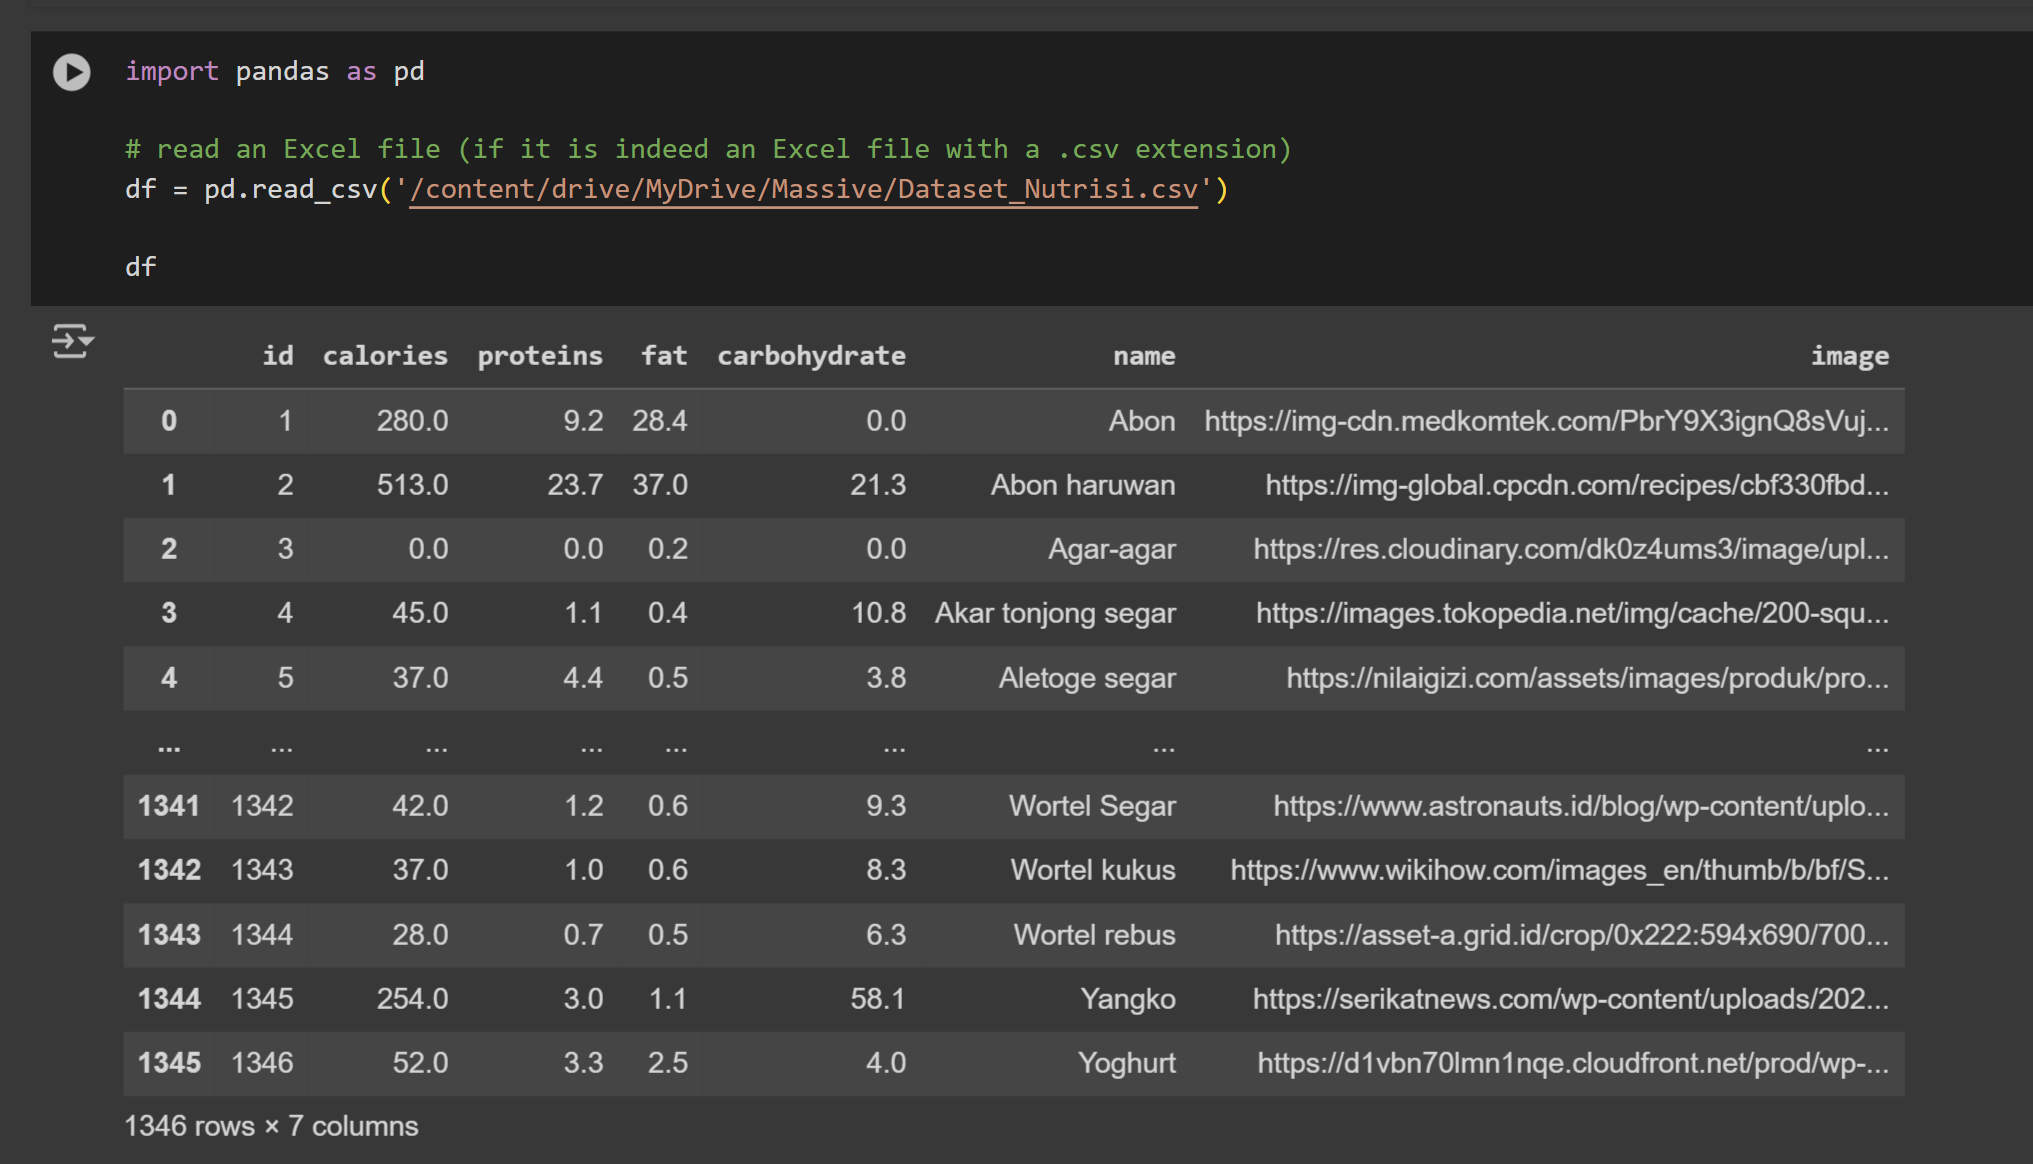 import pandas as pd
# read an Excel file (if it is indeed an Excel file with a .csv extension)
df = pd.read_csv('/content/drive/MyDrive/Massive/Dataset_Nutrisi.csv')
df
id calories proteins fat carbohydrate name image
0 1 280.0 9.2 28.4 0.0 Abon https://img-cdn.medkomtek.com/PbrY9X3ignQ8sVuj...
1 2 513.0 23.7 37.0 21.3 Abon haruwan https://img-global.cpcdn.com/recipes/cbf330fbd...
2 3 0.0 0.0 0.2 0.0 Agar-agar https://res.cloudinary.com/dk0z4ums3/image/upl...
3 4 45.0 1.1 0.4 10.8 Akar tonjong segar https://images.tokopedia.net/img/cache/200-squ...
4 5 37.0 4.4 0.5 3.8 Aletoge segar https://nilaigizi.com/assets/images/produk/pro...
... ... ... ... ... ... ... ...
1341 1342 42.0 1.2 0.6 9.3 Wortel Segar https://www.astronauts.id/blog/wp-content/uplo...
1342 1343 37.0 1.0 0.6 8.3 Wortel kukus https://www.wikihow.com/images_en/thumb/b/bf/S...
1343 1344 28.0 0.7 0.5 6.3 Wortel rebus https://asset-a.grid.id/crop/0x222:594x690/700...
1344 1345 254.0 3.0 1.1 58.1 Yangko https://serikatnews.com/wp-content/uploads/202...
1345 1346 52.0 3.3 2.5 4.0 Yoghurt https://d1vbn70lmn1nqe.cloudfront.net/prod/wp-...
1346 rows × 7 columns